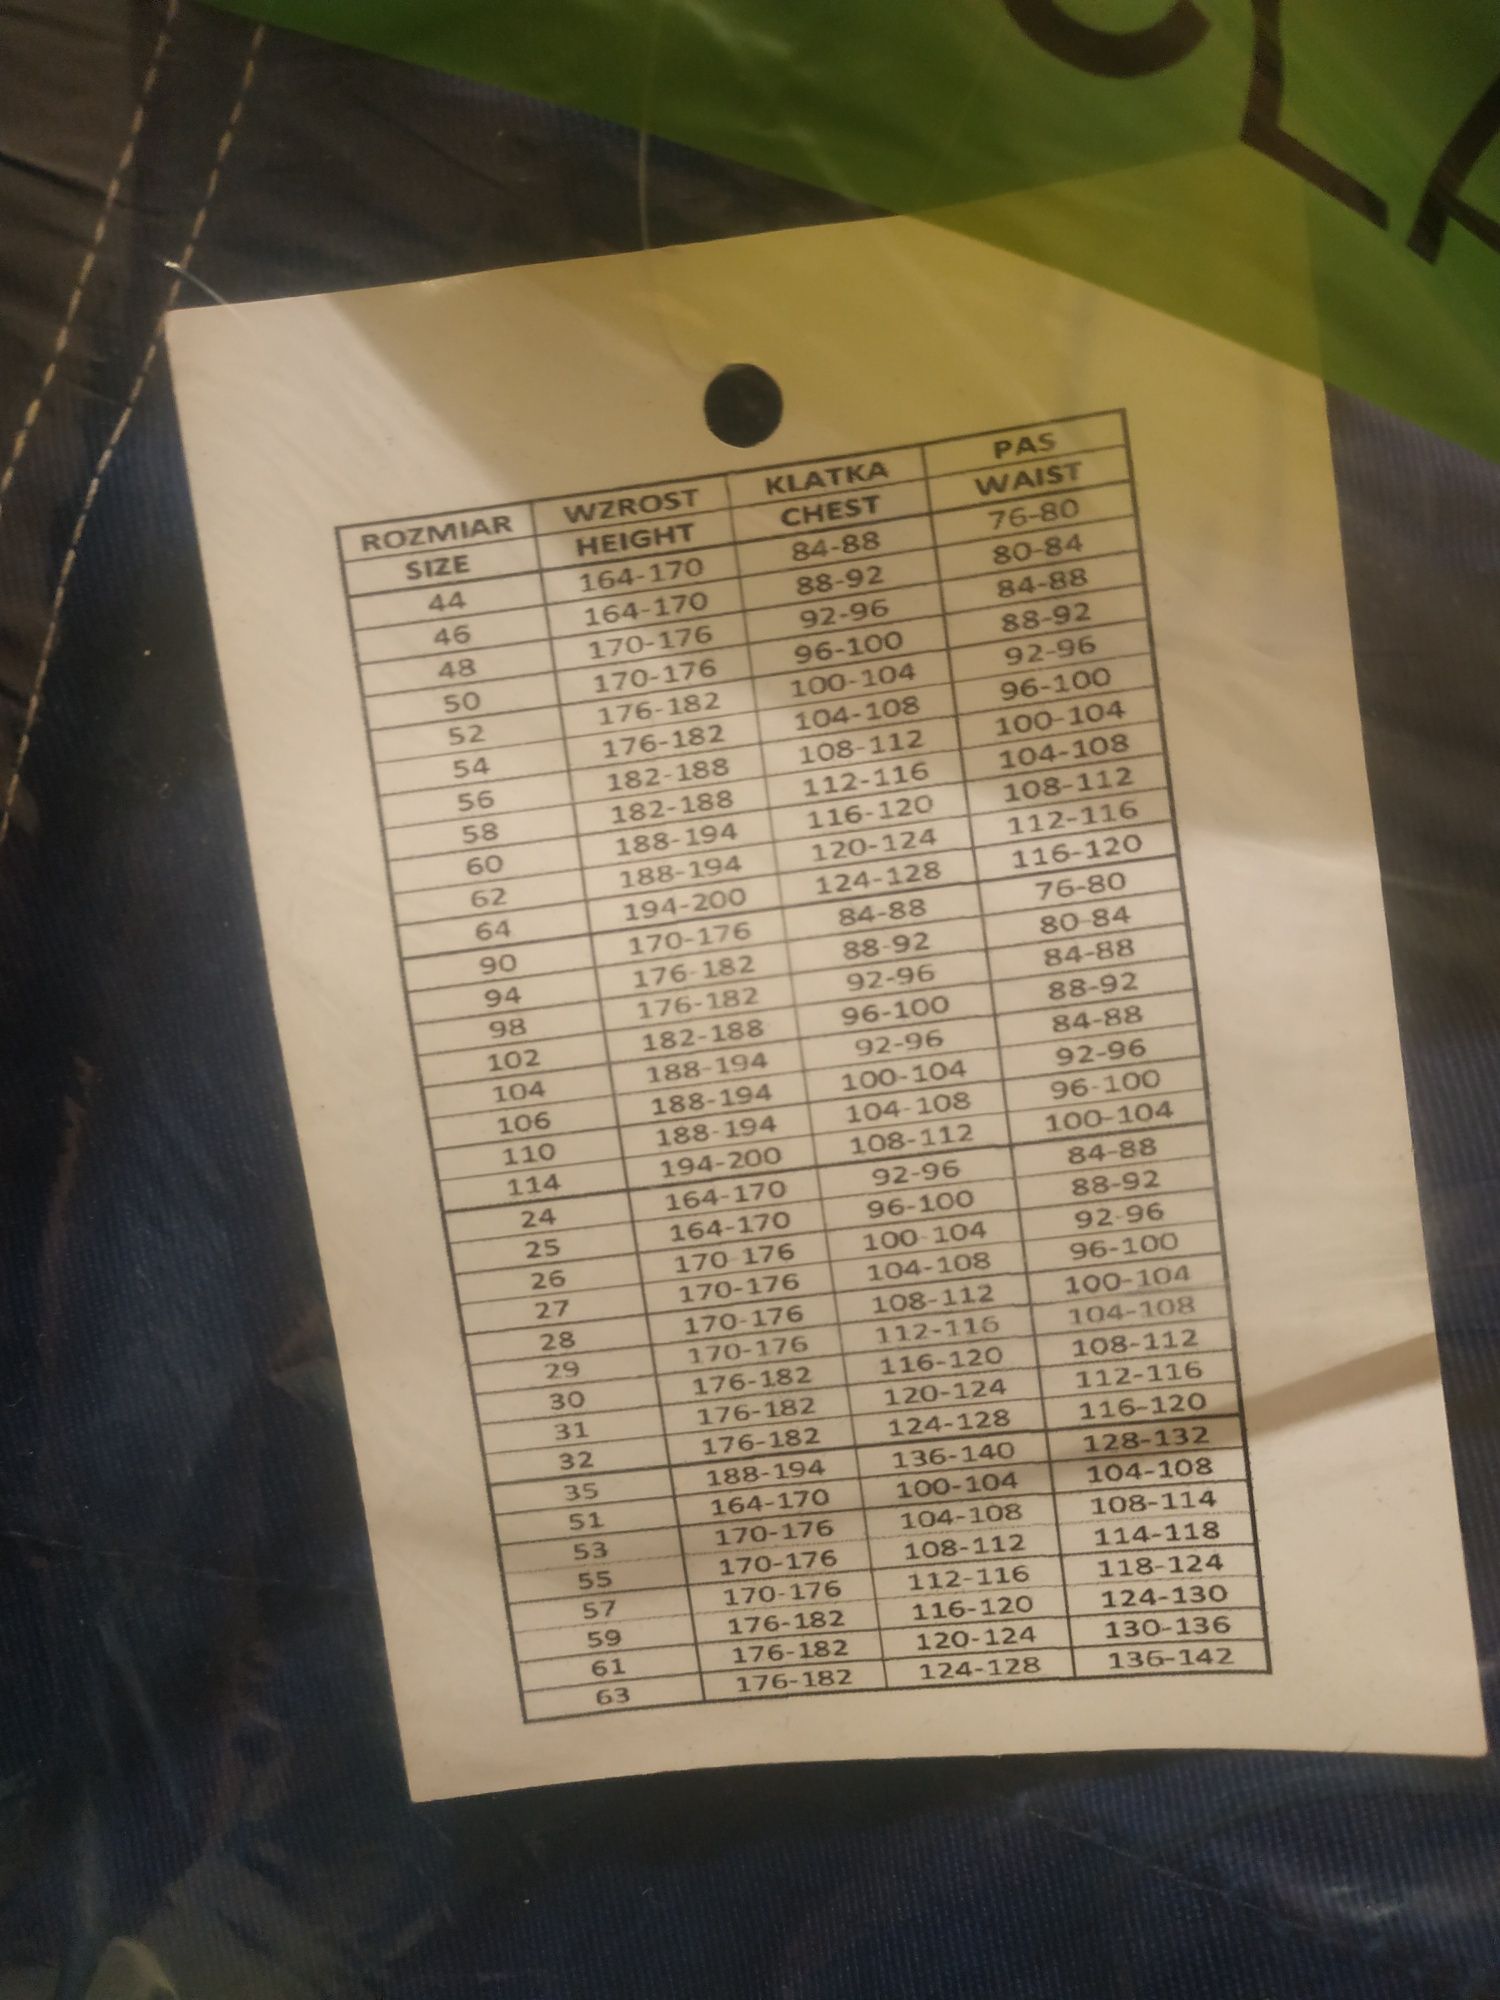 ROZMIAR WZROST KLATKA PAS
SIZE HEIGHT CHEST WAIST
44 164-170 84-88 76-80
46 164-170 88-92 80-84
48 170-176 92-96 84-88
50 170-176 96-100 88-92
52 176-182 100-104 92-96
54 176-182 104-108 96-100
56 182-188 108-112 100-104
58 182-188 112-116 104-108
60 188-194 116-120 108-112
62 188-194 120-124 112-116
64 194-200 124-128 116-120
90 170-176 84-88 76-80
94 176-182 88-92 80-84
98 176-182 92-96 84-88
102 182-188 96-100 88-92
104 188-194 92-96 84-88
106 188-194 100-104 92-96
110 188-194 104-108 96-100
114 194-200 108-112 100-104
24 164-170 92-96 84-88
25 164-170 96-100 88-92
26 170-176 100-104 92-96
27 170-176 104-108 96-100
28 170-176 108-112 100-104
29 170-176 112-116 104-108
30 176-182 116-120 108-112
31 176-182 120-124 112-116
32 176-182 124-128 116-120
35 188-194 136-140 128-132
51 164-170 100-104 104-108
53 170-176 104-108 108-114
55 170-176 108-112 114-118
57 170-176 112-116 118-124
59 176-182 116-120 124-130
61 176-182 120-124 130-136
63 176-182 124-128 136-142